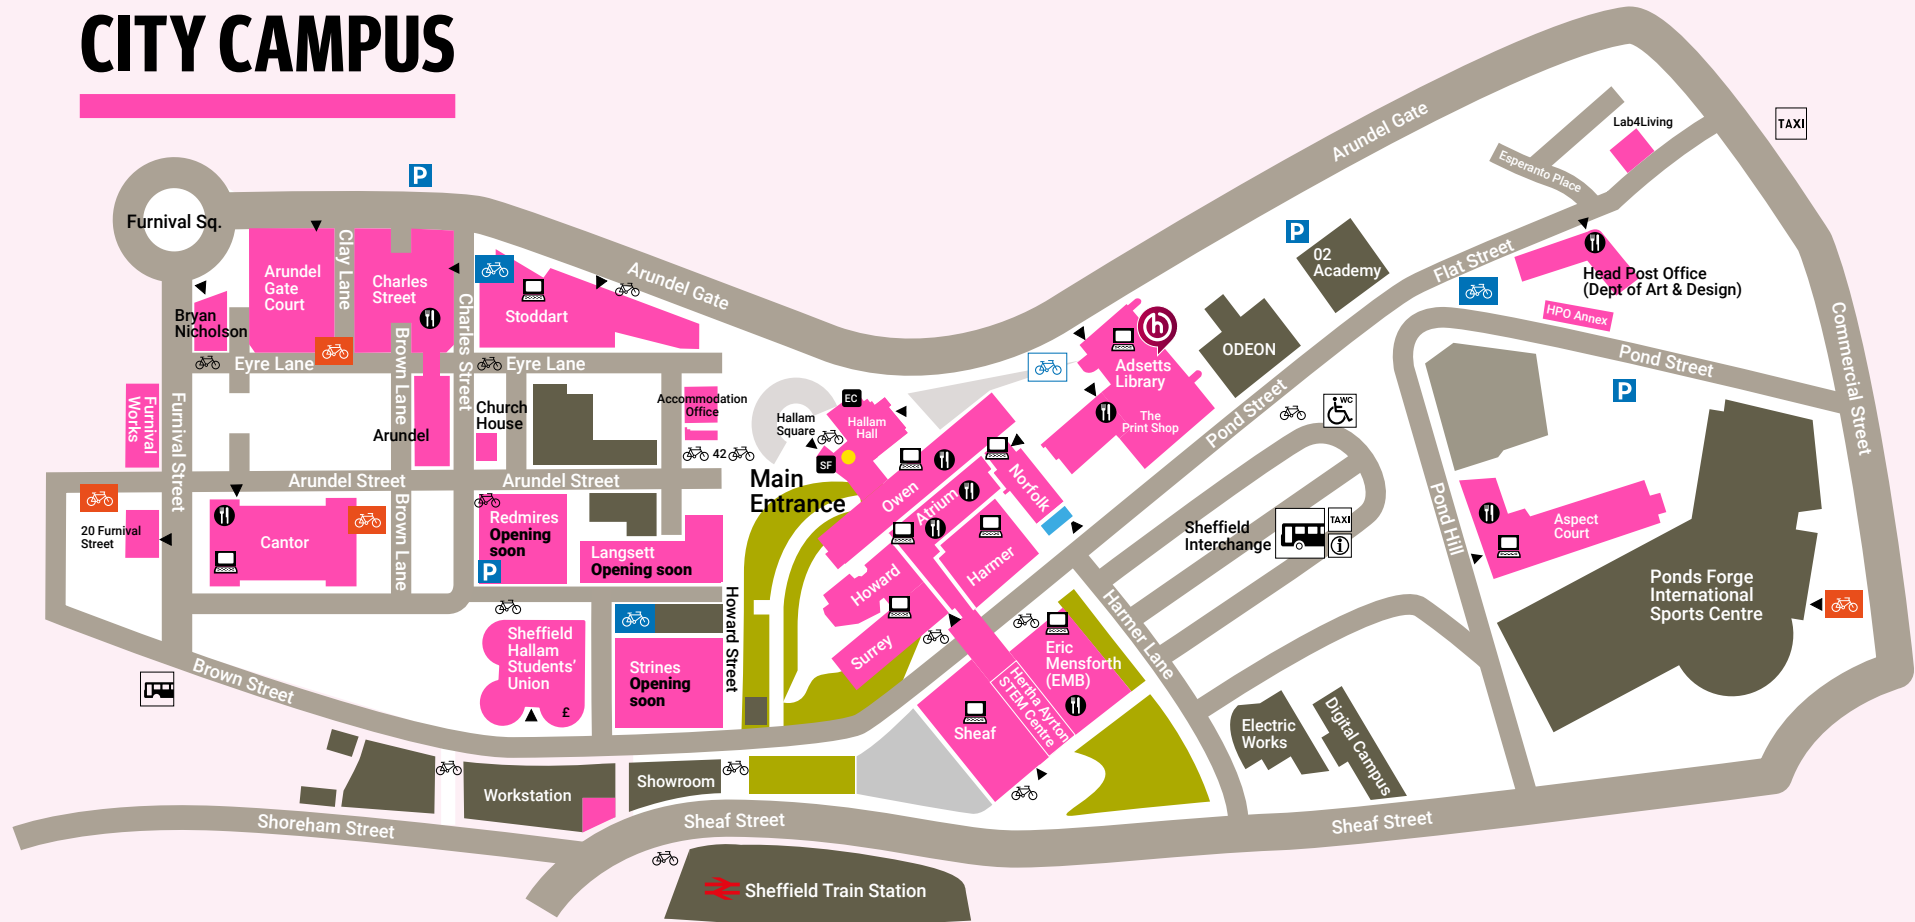 CITY CAMPUS
P
Furnival Sq.
Arundel
Gate
Court
Clay Lane
Charles
Street
Bryan
Nicholson
Charles Street
Stoddart
Arundel Gate
Arundel Gate
TAXI
Lab4Living
Esperanto Place
P
02
Academy
Flat Street
Head Post Office
(Dept of Art & Design)
HPO Annex
Commercial Street
Eyre Lane
Brown Lane
Eyre Lane
h
Adsetts
Library
ODEON
Pond Street
P
Furnival
Works
Furnival Street
Arundel
Church
House
Accommodation
Office
42
Hallam
Square
EC
Hallam
Hall
SF
The
Print Shop
Pond Street
WC
Main
Entrance
Arundel Street
Arundel Street
Owen
Atrium
Norfolk
Harmer
Howard
Surrey
20 Furnival
Street
Cantor
Brown Lane
Redmires
Opening
soon
P
Langsett
Opening soon
Howard Street
Sheffield
Interchange
TAXI
i
Pond Hill
Aspect
Court
Ponds Forge
International
Sports Centre
Brown Street
Sheffield
Hallam
Students’
Union
£
Strines
Opening
soon
Eric
Mensforth
(EMB)
Hertha Ayrton
STEM Centre
Sheaf
Harmer Lane
Electric
Works
Digital Campus
Workstation
Showroom
Shoreham Street
Sheaf Street
Sheaf Street
Sheffield Train Station